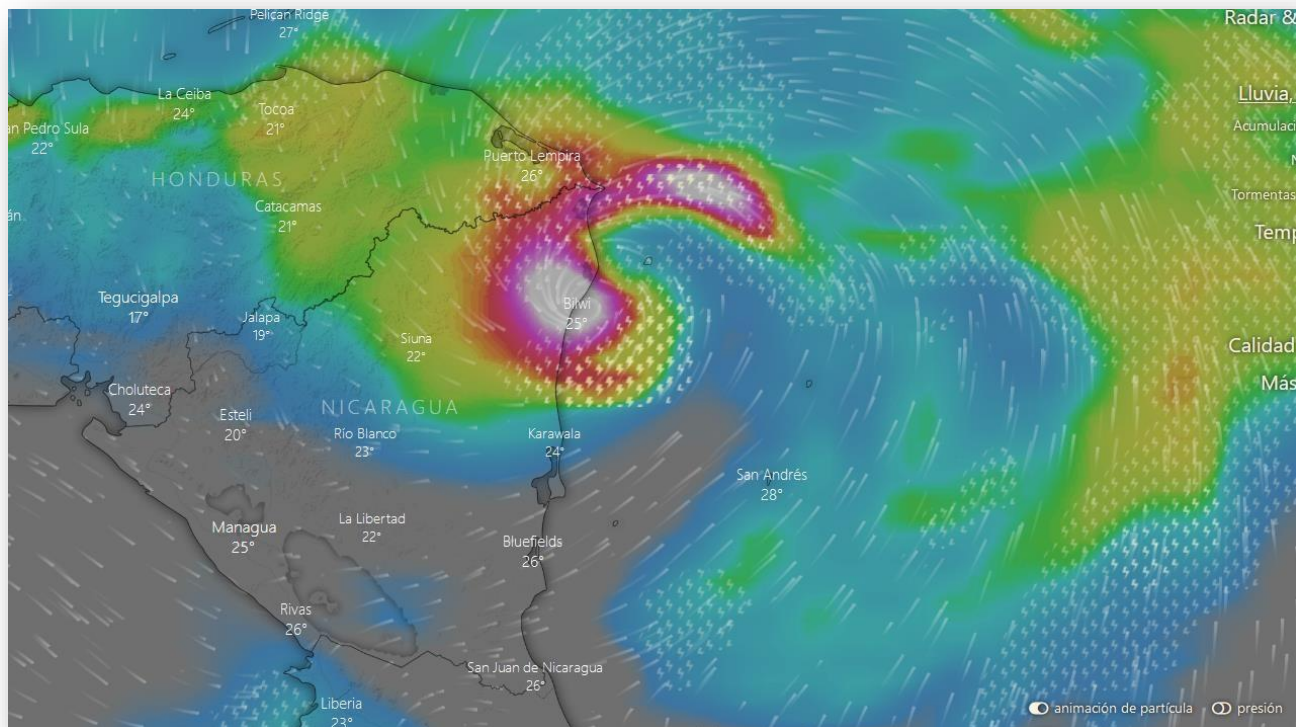 Pelican Ridge
27°
Radar &
La Ceiba
24°
Tocoa
21°
Lluvia,
Acumulaci
an Pedro Sula
22°
Puerto Lempira
26°
HONDURAS
Tormentas
Catacamas
21°
án
Temp
Tegucigalpa
17°
Bilwi
25°
Jalapa
19°
Siuna
22°
Calidad
Más
Choluteca
24°
NICARAGUA
Esteli
20°
Río Blanco
23°
Karawala
24°
San Andrés
28°
La Libertad
22°
Managua
25°
Bluefields
26°
Rivas
26°
San Juan de Nicaragua
26°
Liberia
23°
animación de partícula
presión